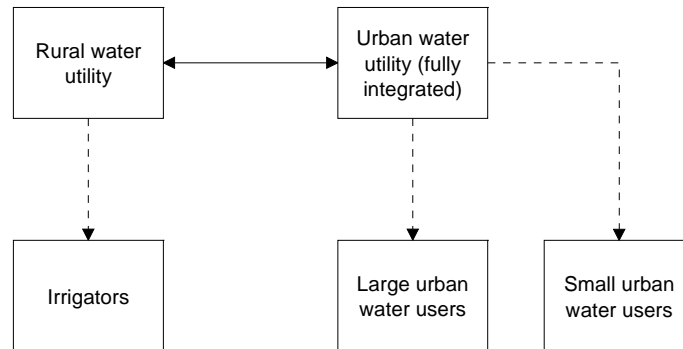 Rural water
utility
Urban water
utility (fully
integrated)
Irrigators
Large urban
water users
Small urban
water users